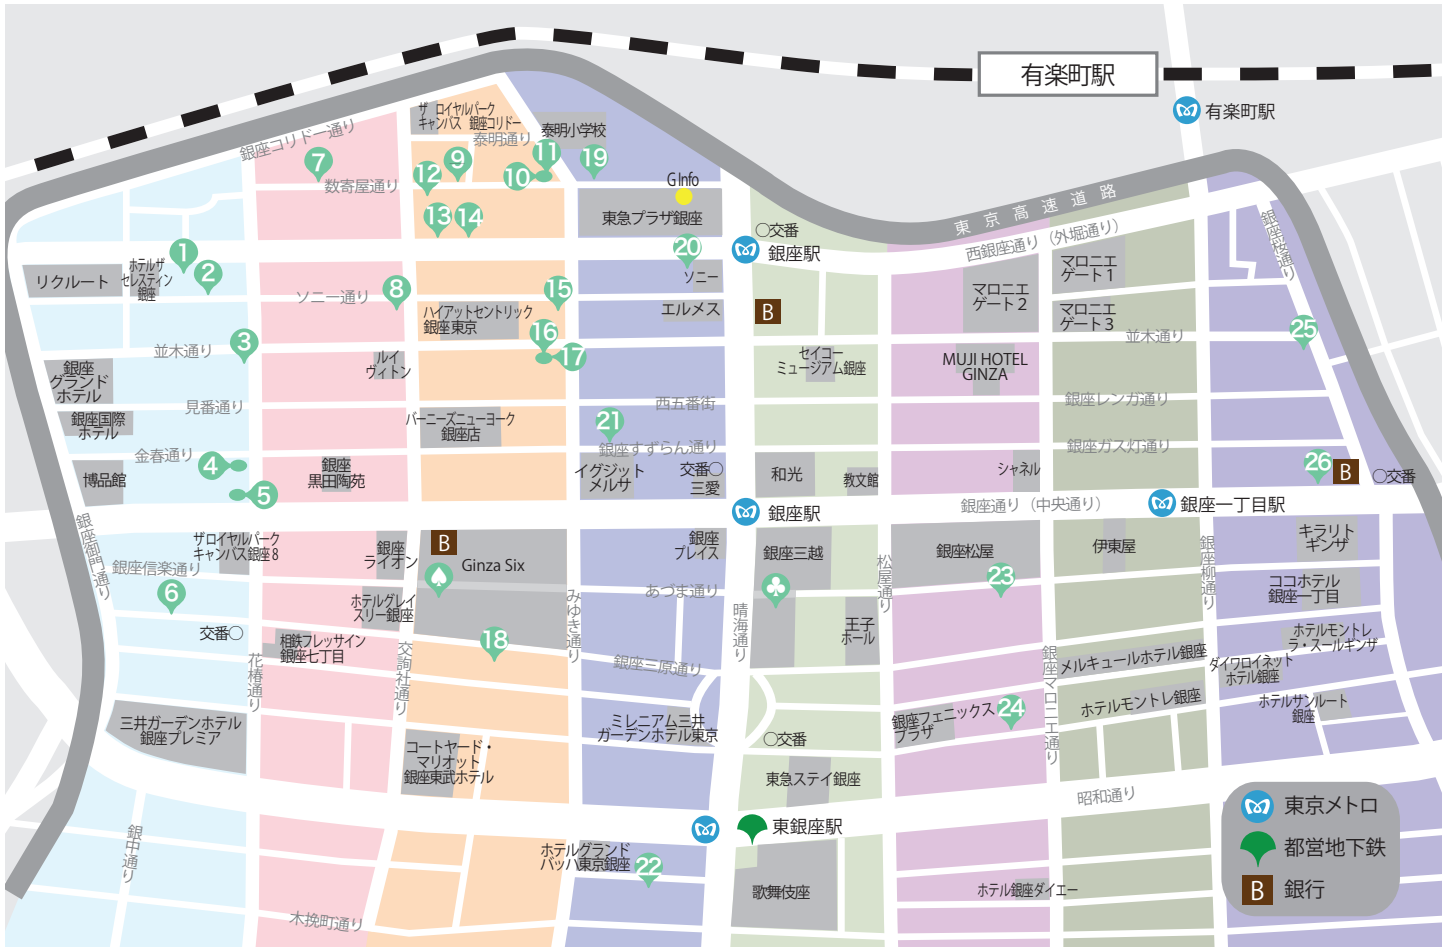 有楽町駅
有楽町駅
ザ ロイヤルパーク
キャンバス 銀座コリドー
銀座コリドー通り
泰明通り
泰明小学校
7
12
9
10
11
19
数寄屋通り
G Info
13
14
東急プラザ銀座
東京高速道路
〇交番
西銀座通り（外堀通り）
銀座桜通り
1
2
20
銀座駅
リクルート
ホテルザ
セレスティン
銀座
ソニー通り
8
15
ソニー
マロニエ
ゲート1
マロニエ
ゲート2
マロニエ
ゲート3
ハイアットセントリック
銀座東京
エルメス
B
3
並木通り
16
17
並木通り
25
銀座
グランド
ホテル
ルイ
ヴィトン
セイコー
ミュージアム銀座
MUJI HOTEL
GINZA
見番通り
西五番街
銀座レンガ通り
銀座国際
ホテル
バーニーズニューヨーク
銀座店
21
銀座すずらん通り
銀座ガス灯通り
金春通り
4
5
博品館
銀座
黒田陶苑
イグジット
メルサ
交番〇
三愛
和光
教文館
シャネル
26
B
〇交番
銀座駅
銀座通り（中央通り）
銀座一丁目駅
銀座御門通り
ザロイヤルパーク
キャンバス銀座8
銀座
ライオン
B
Ginza Six
銀座
プレイス
銀座三越
銀座松屋
伊東屋
キラリト
ギンザ
銀座信楽通り
6
あづま通り
松屋通り
23
銀座柳通り
ココホテル
銀座一丁目
ホテルグレイ
スリー銀座
みゆき通り
晴海通り
交番〇
相鉄フレッサイン
銀座七丁目
18
王子
ホール
ホテルモントレ
ラ・スールギンザ
花椿通り
交詢社通り
銀座三原通り
銀座マロニエ通り
メルキュールホテル銀座
ダイワロイネット
ホテル銀座
三井ガーデンホテル
銀座プレミア
ミレニアム三井
ガーデンホテル東京
銀座フェニックス
プラザ
24
ホテルモントレ銀座
ホテルサンルート
銀座
コートヤード・
マリオット
銀座東武ホテル
〇交番
東急ステイ銀座
昭和通り
銀中通り
東銀座駅
ホテルグランド
バッハ東京銀座
22
歌舞伎座
ホテル銀座ダイエー
木挽町通り
東京メトロ
都営地下鉄
B
銀行